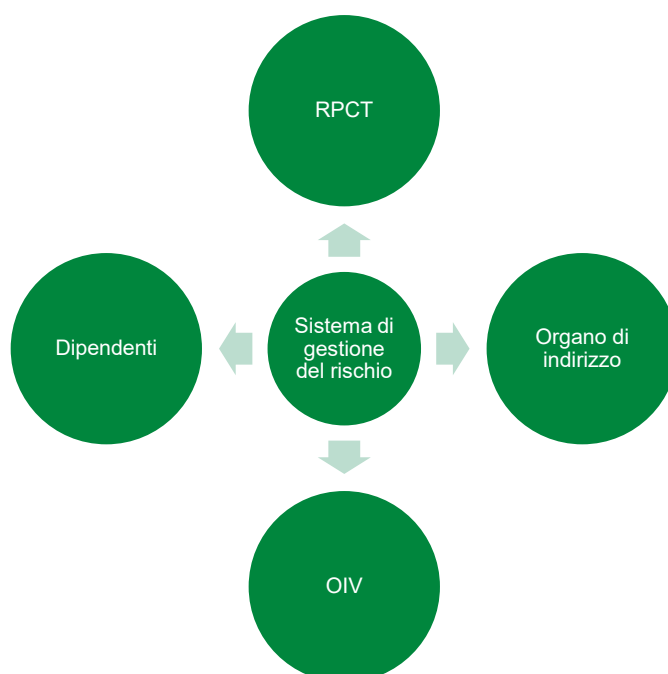 RPCT
Dipendenti
Sistema di
gestione
del rischio
Organo di
indirizzo
OIV